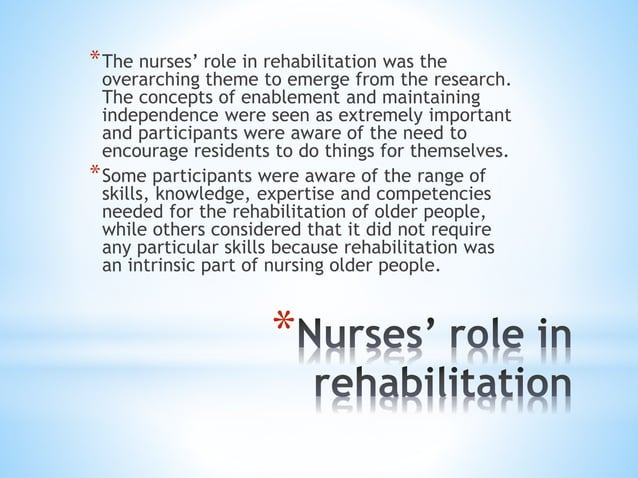 *The nurses’ role in rehabilitation was the
overarching theme to emerge from the research.
The concepts of enablement and maintaining
independence were seen as extremely important
and participants were aware of the need to
encourage residents to do things for themselves.
*Some participants were aware of the range of
skills, knowledge, expertise and competencies
needed for the rehabilitation of older people,
while others considered that it did not require
any particular skills because rehabilitation was
an intrinsic part of nursing older people.
*Nurses’ role in
rehabilitation